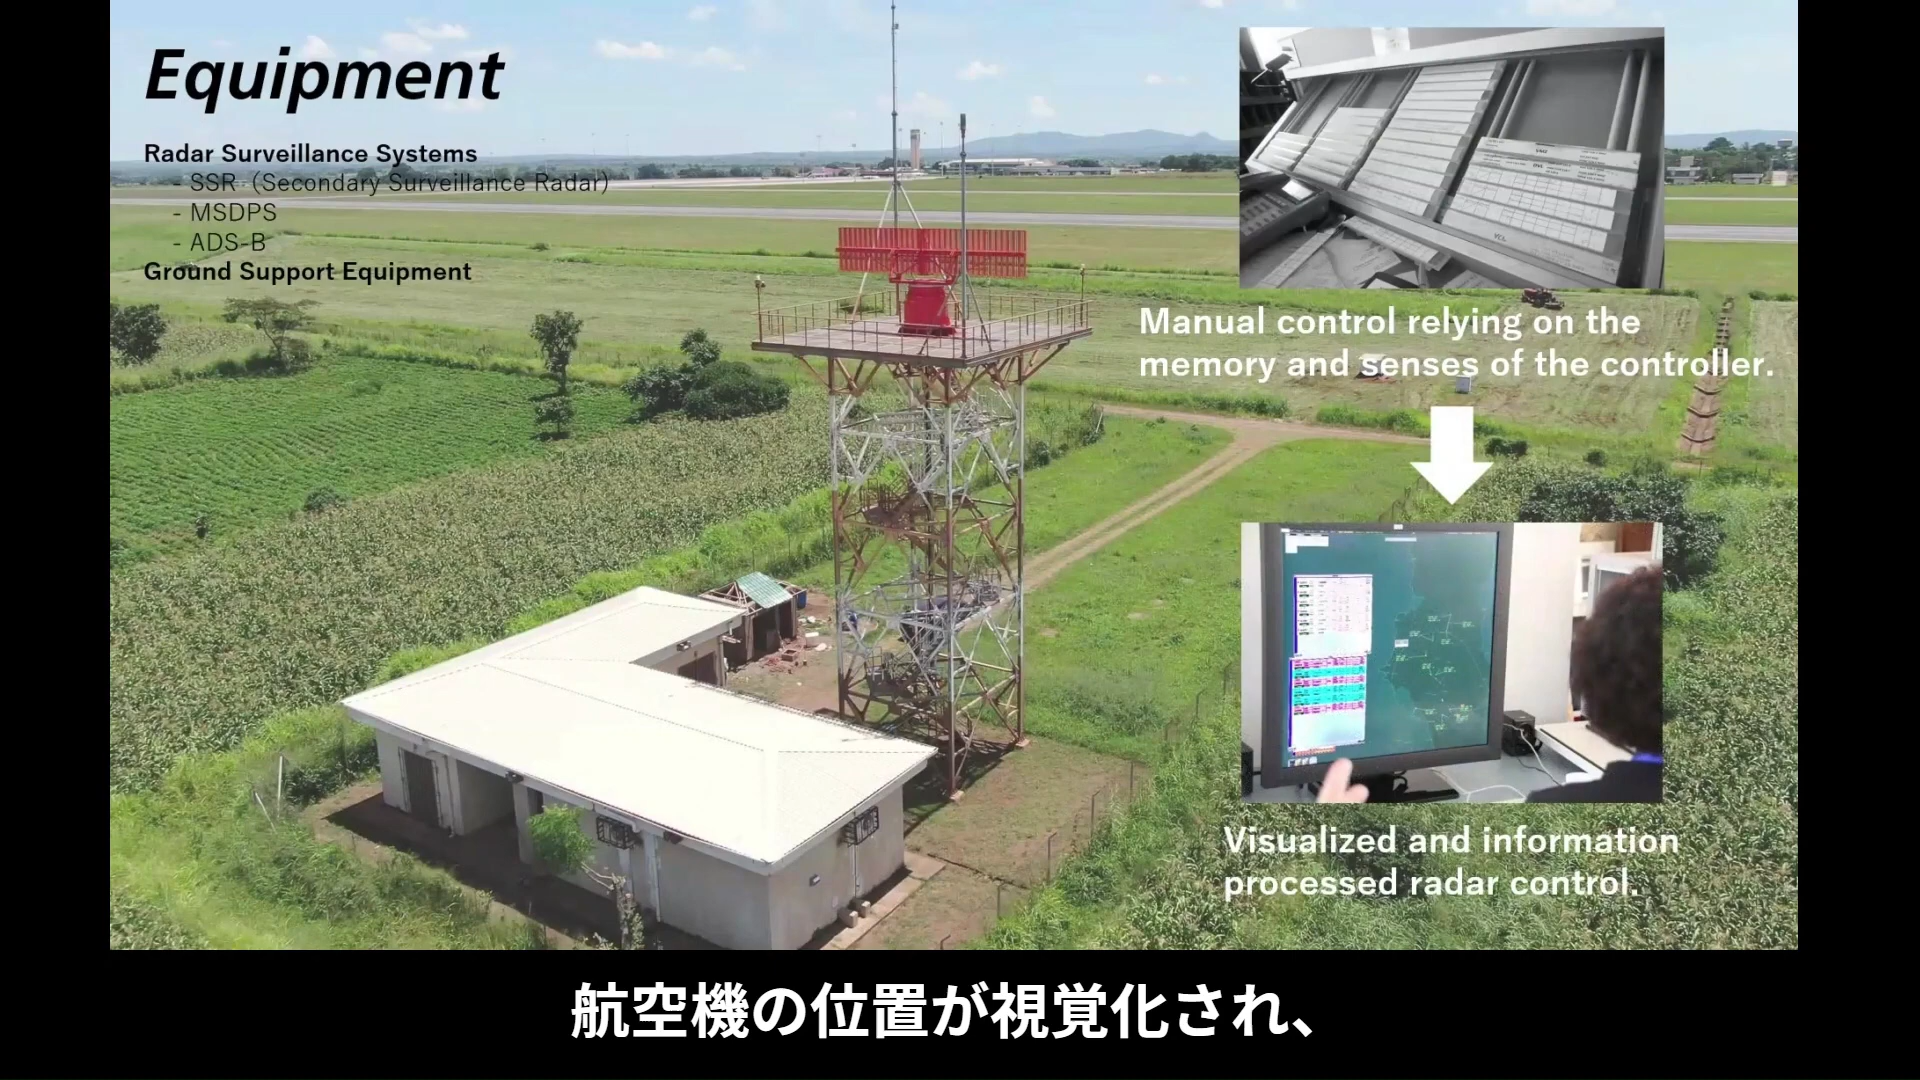 Equipment
Radar Surveillance Systems
- SSR (Secondary Surveillance Radar)
- MSDPS
- ADS-B
Ground Support Equipment
Manual control relying on the
memory and senses of the controller.
Visualized and information
processed radar control.
航空機の位置が視覚化され、